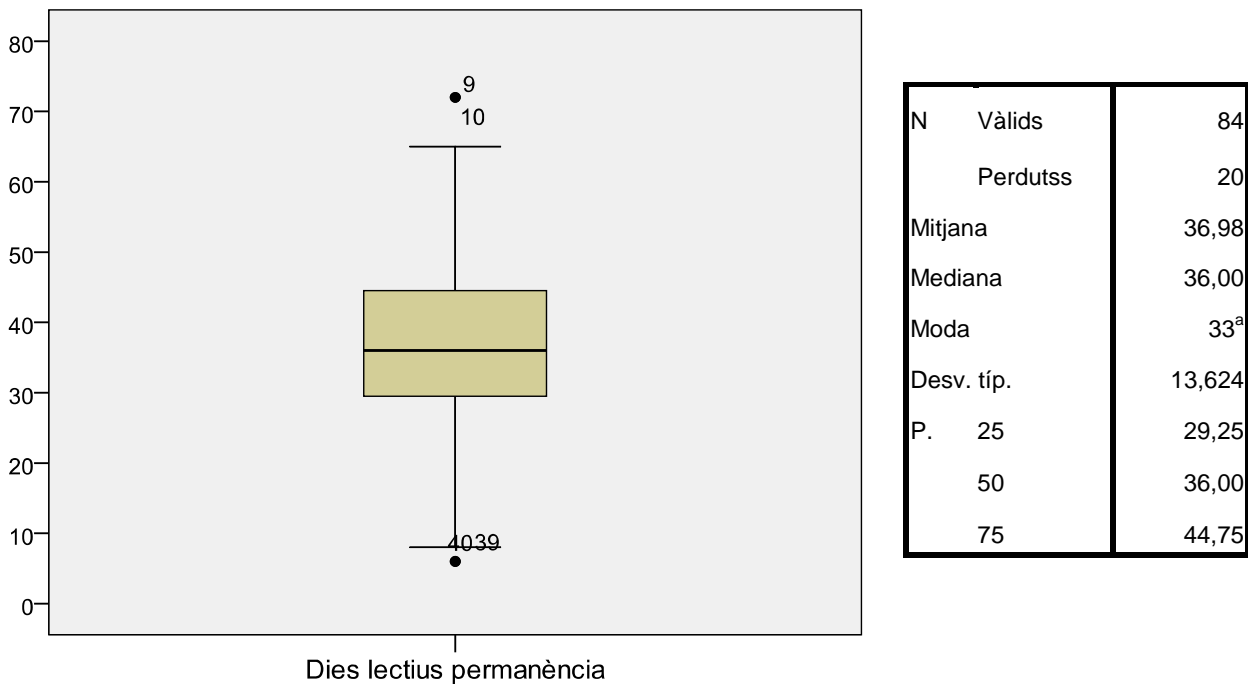 80
9
70
10
60
50
40
30
20
10
40 39
0
Dies lectius permanència
N Vàlids 84
Perdutss 20
Mitjana 36,98
Mediana 36,00
Moda 33a
Desv. típ. 13,624
P. 25 29,25
50 36,00
75 44,75